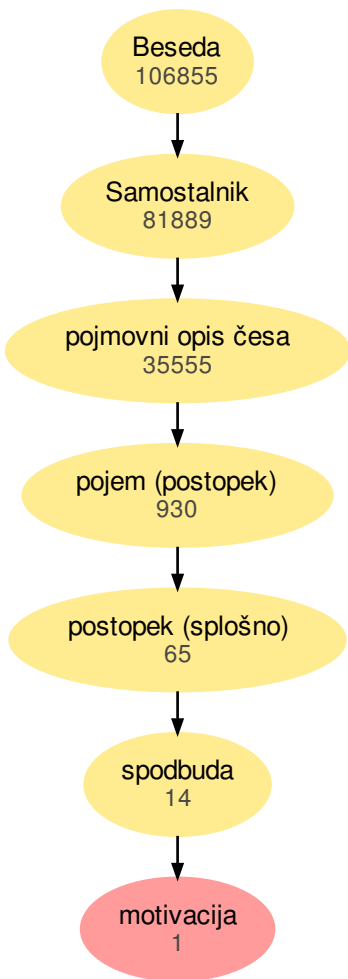 Beseda
106855
Samostalnik
81889
pojmovni opis česa
35555
pojem (postopek)
930
postopek (splošno)
65
spodbuda
14
motivacija
1